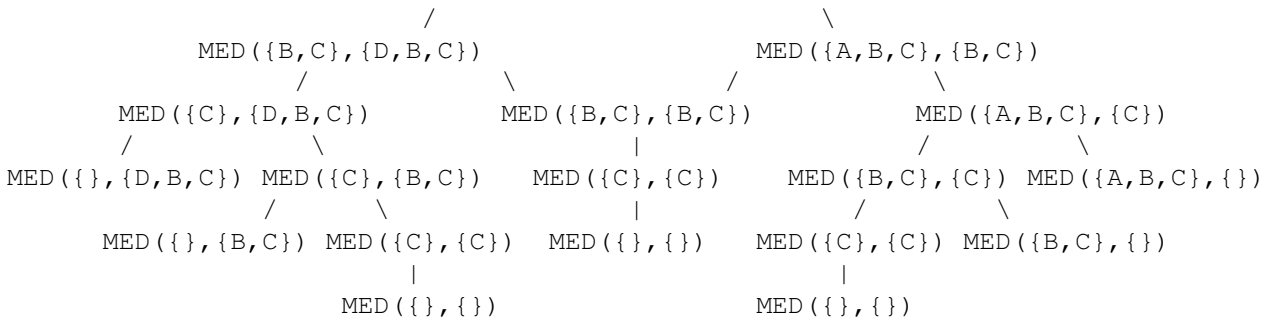 / \
MED({B,C},{D,B,C}) MED({A,B,C},{B,C})
/ \ / \
MED({C},{D,B,C}) MED({B,C},{B,C}) MED({A,B,C},{C})
/ \ | / \
MED({},{D,B,C}) MED({C},{B,C}) MED({C},{C}) MED({B,C},{C}) MED({A,B,C},{})
/ \ | / \
MED({},{B,C}) MED({C},{C}) MED({},{}) MED({C},{C}) MED({B,C},{})
| |
MED({},{}) MED({},{})